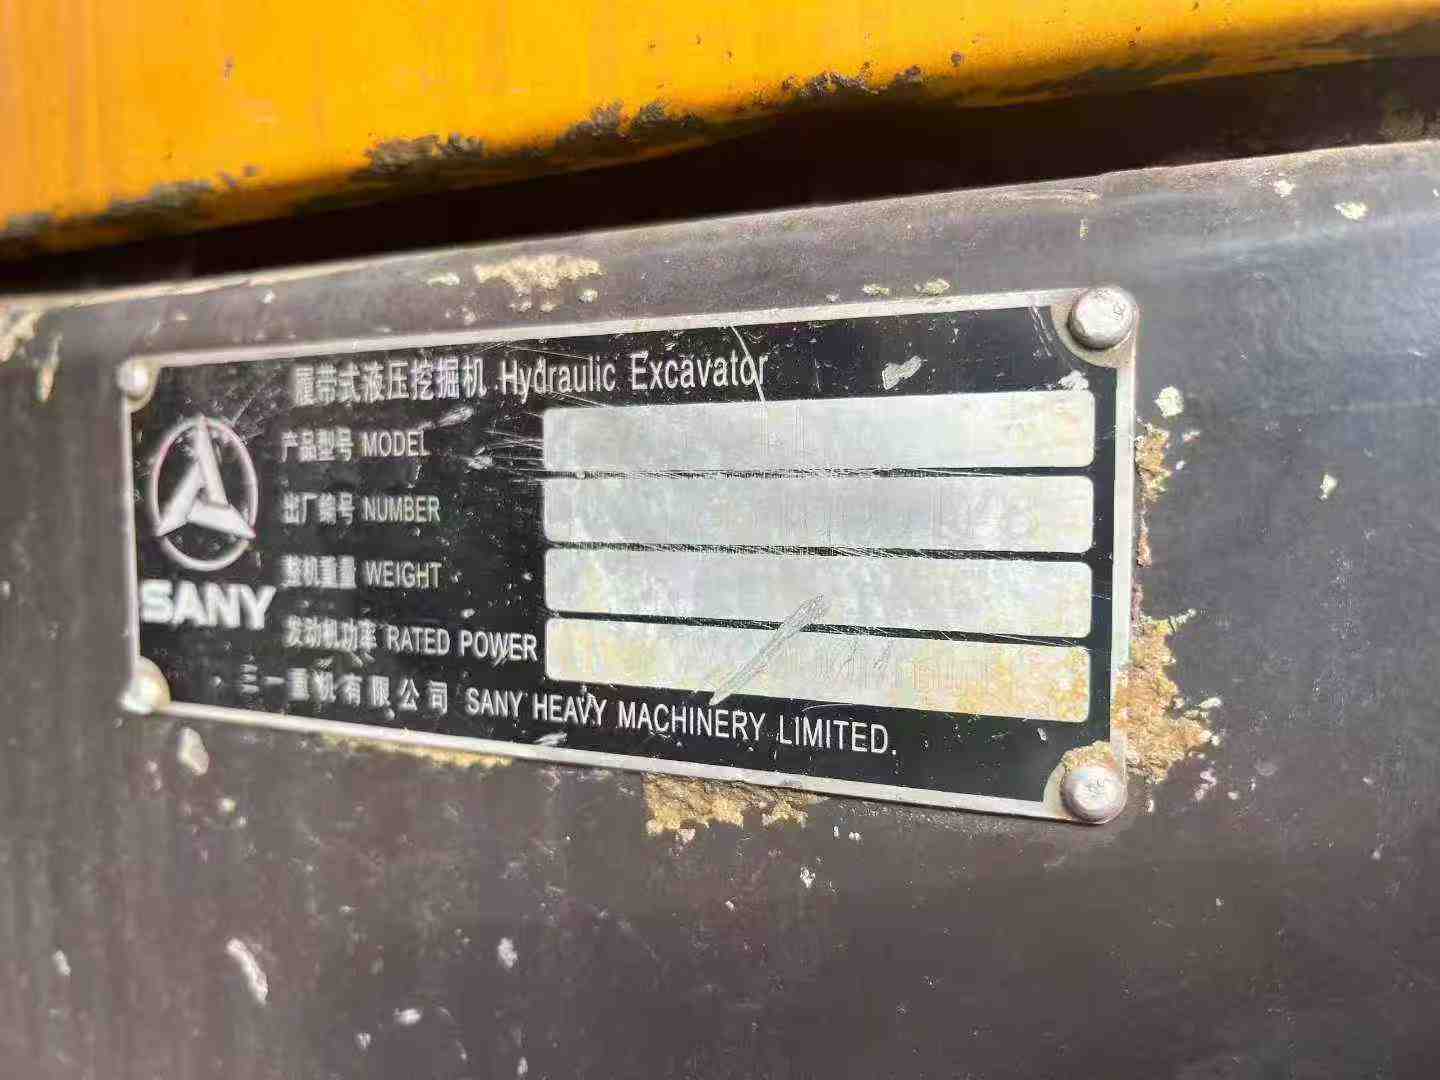 履带式液压挖掘机 Hydraulic Excavator
产品型号 MODEL
出厂编号 NUMBER
整机重量 WEIGHT
发动机功率 RATED POWER
SANY
三一重机有限公司 SANY HEAVY MACHINERY LIMITED.